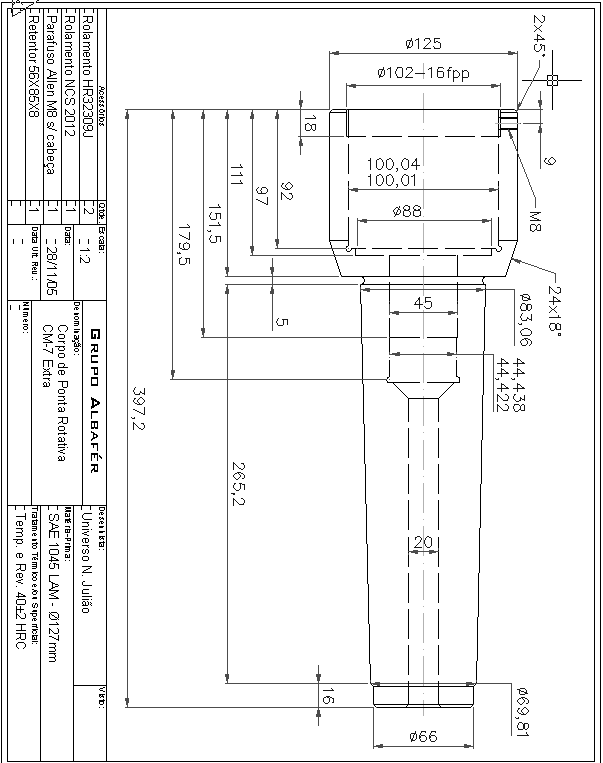 2x45°
Ø125
Ø102-16fpp
18
9
M8
100,04
100,01
Ø88
92
97
111
151,5
179,5
24x18°
Ø83,06
45
5
44,438
44,422
397,2
265,2
20
16
Ø69,81
Ø66
Acessórios
Qtde
Rolamento HR32309J
2
Rolamento NCS 2012
1
Parafuso Allen M8 s/ cabeça
1
Retentor 56X85X8
1
Escala:
1:2
Data:
28/11/05
Data Ult. Rev.:
Grupo Albafér
Denominação:
Corpo de Ponta Rotativa
CM-7 Extra
Número:
Desenhista:
Universo N. Julião
Visto:
Matéria-Prima:
SAE 1045 LAM - Ø127mm
Tratamento Térmico e/ou Superficial:
Temp. e Rev. 40±2 HRC